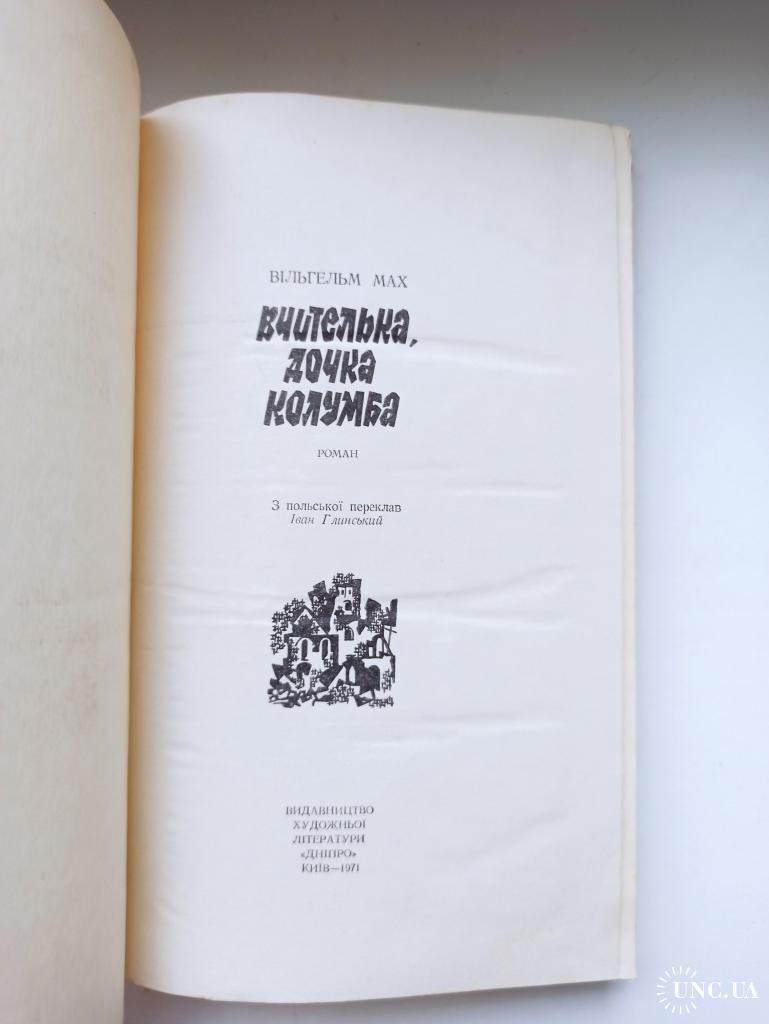 ВІЛЬГЕЛЬМ МАХ
ВЧИТЕЛЬКА,
ДОЧКА
КОЛУМБА
РОМАН
З польської переклав
Іван Глинський
ВИДАВНИЦТВО
ХУДОЖНЬОЇ
ЛІТЕРАТУРИ
«ДНІПРО»
КИЇВ—1971
UNC.UA